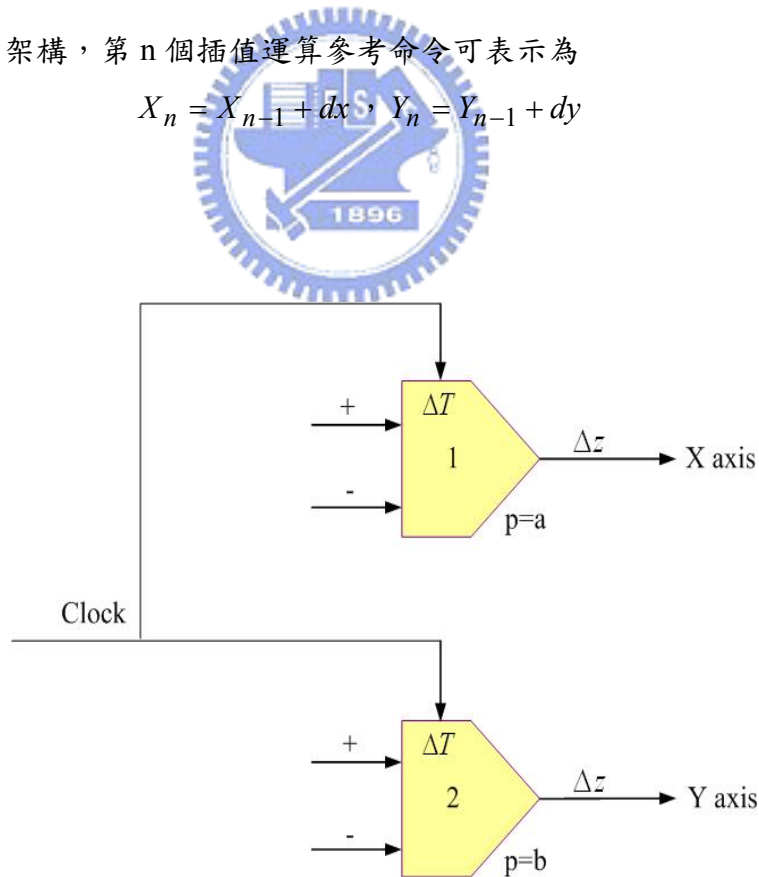 架構，第 n 個插值運算參考命令可表示為
X_n = X_{n-1} + dx，Y_n = Y_{n-1} + dy
1896
ΔT
+
1
Δz
X axis
-
p=a
Clock
ΔT
+
2
Δz
Y axis
-
p=b